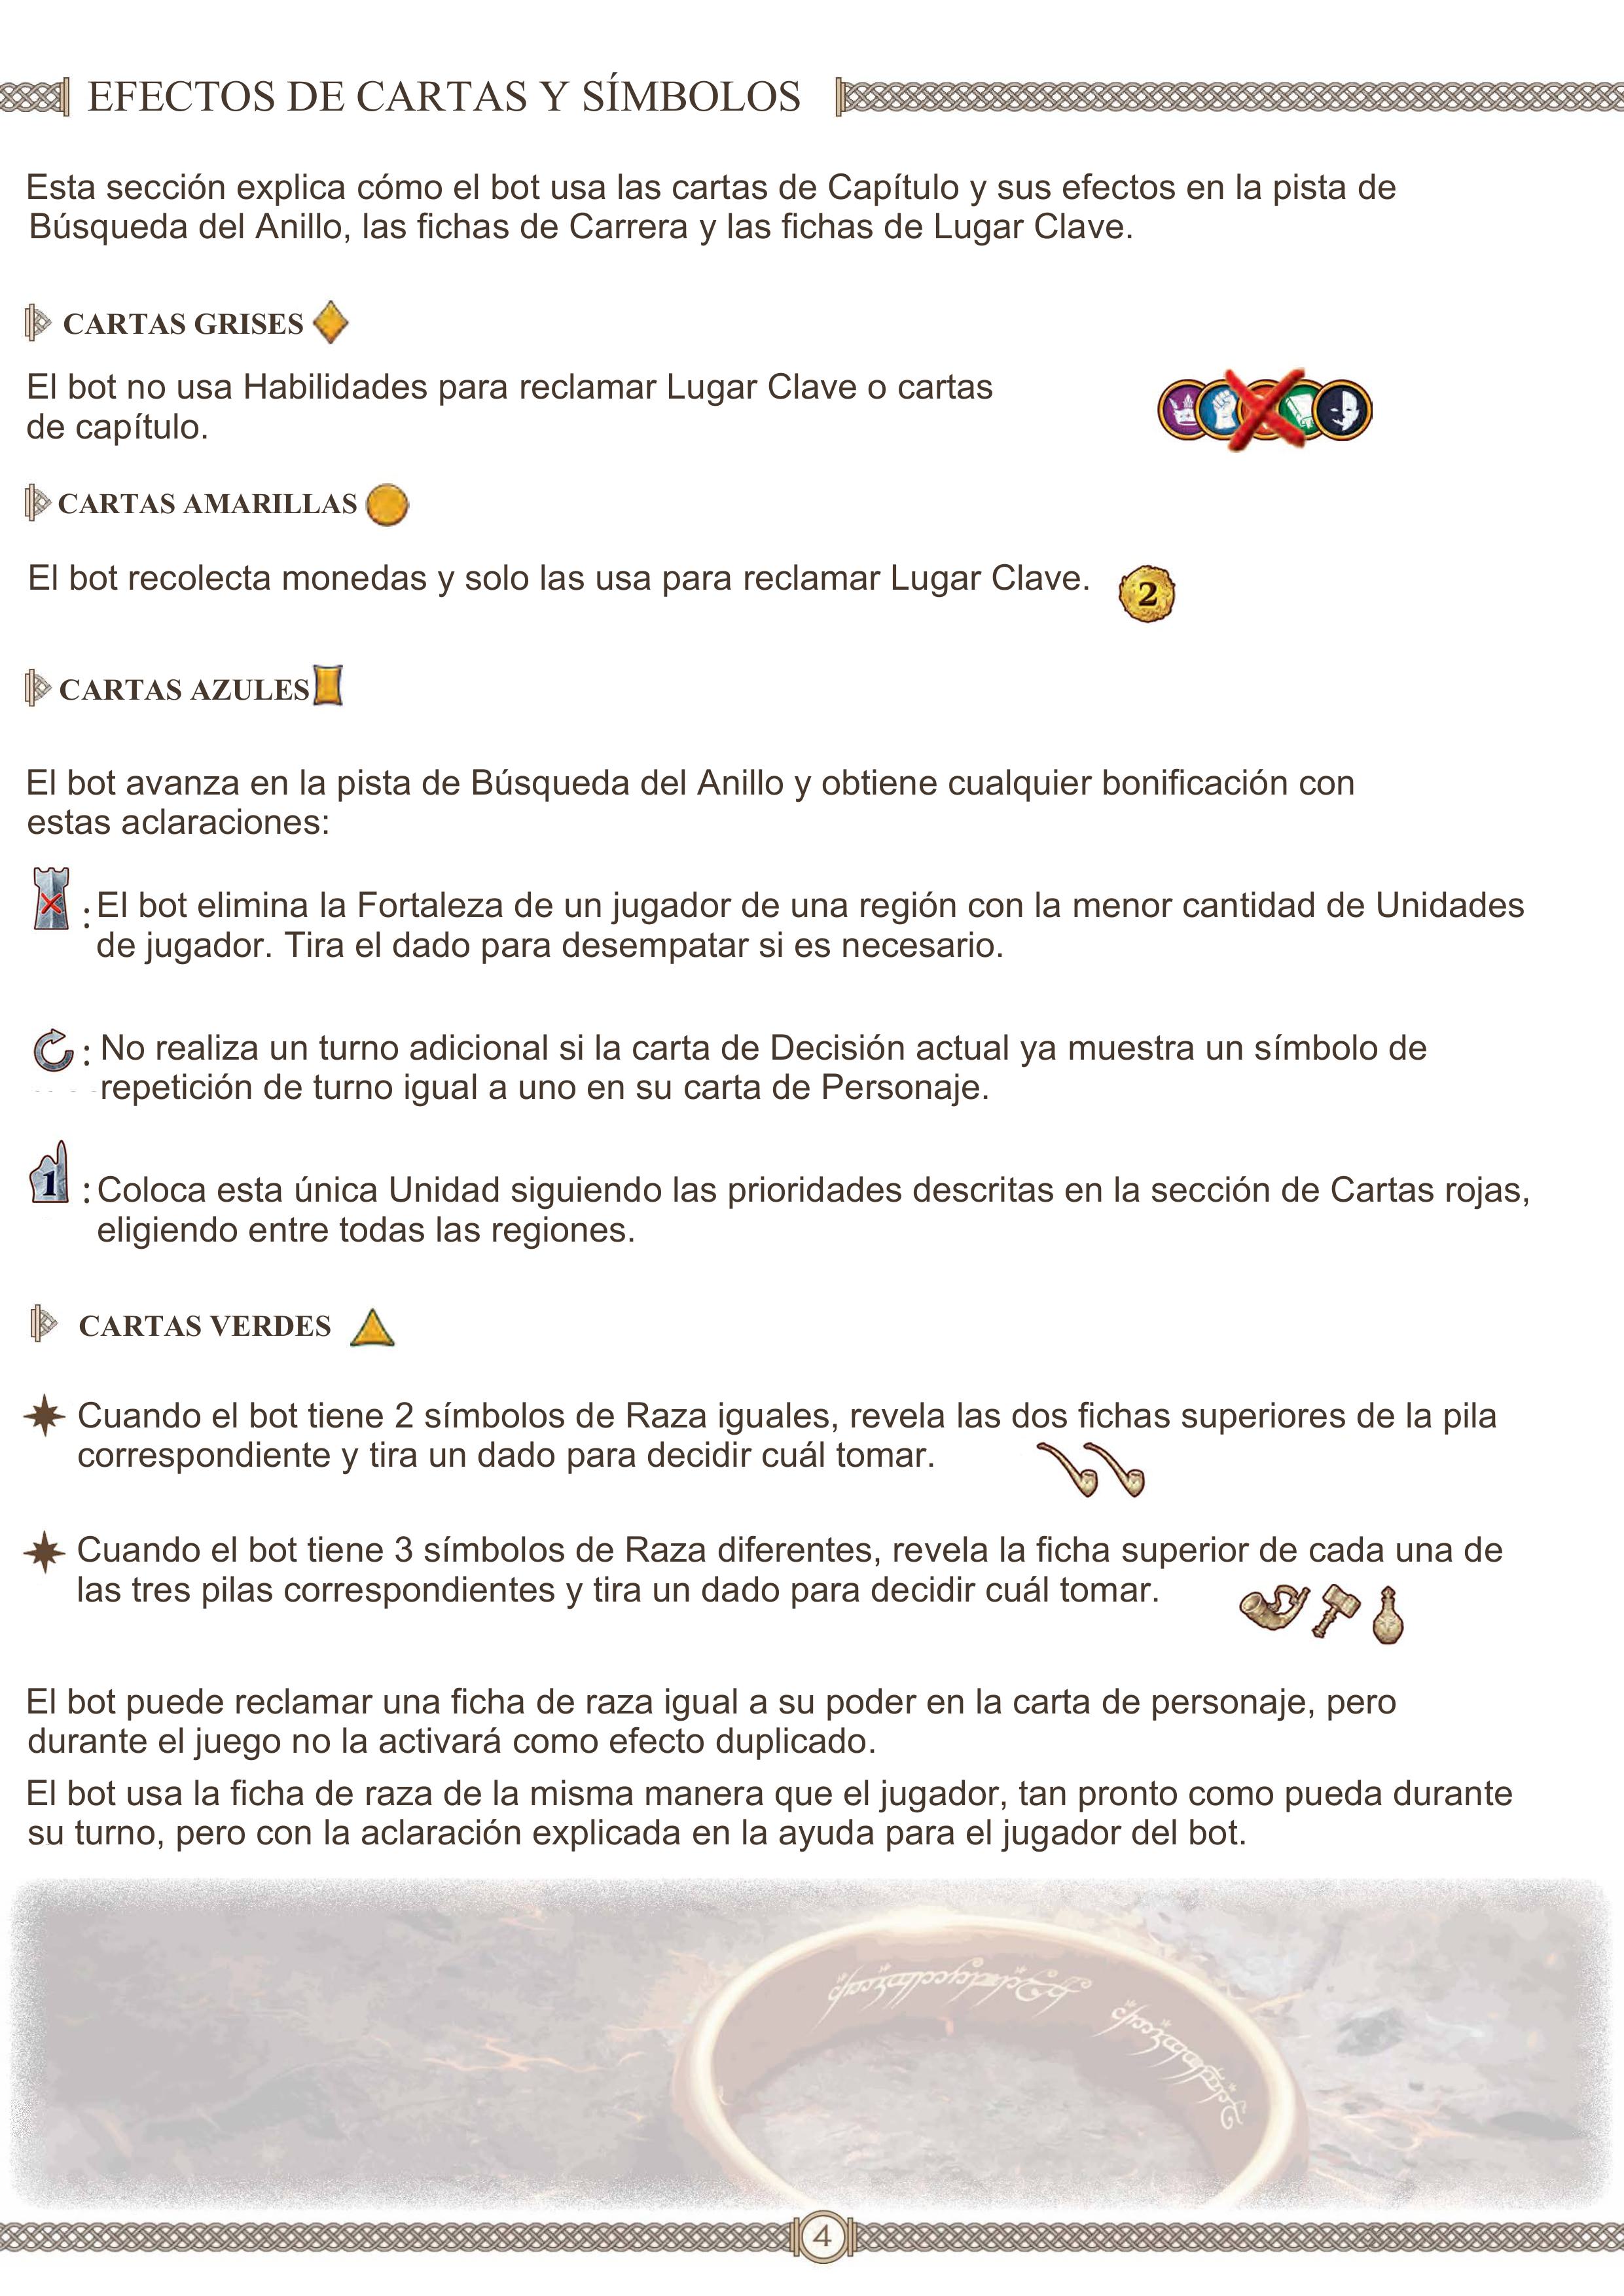 EFECTOS DE CARTAS Y SÍMBOLOS
Esta sección explica cómo el bot usa las cartas de Capítulo y sus efectos en la pista de
Búsqueda del Anillo, las fichas de Carrera y las fichas de Lugar Clave.
CARTAS GRISES
El bot no usa Habilidades para reclamar Lugar Clave o cartas
de capítulo.
CARTAS AMARILLAS
El bot recolecta monedas y solo las usa para reclamar Lugar Clave.
2
CARTAS AZULES
El bot avanza en la pista de Búsqueda del Anillo y obtiene cualquier bonificación con
estas aclaraciones:
: El bot elimina la Fortaleza de un jugador de una región con la menor cantidad de Unidades
de jugador. Tira el dado para desempatar si es necesario.
: No realiza un turno adicional si la carta de Decisión actual ya muestra un símbolo de
repetición de turno igual a uno en su carta de Personaje.
1 : Coloca esta única Unidad siguiendo las prioridades descritas en la sección de Cartas rojas,
eligiendo entre todas las regiones.
CARTAS VERDES
Cuando el bot tiene 2 símbolos de Raza iguales, revela las dos fichas superiores de la pila
correspondiente y tira un dado para decidir cuál tomar.
Cuando el bot tiene 3 símbolos de Raza diferentes, revela la ficha superior de cada una de
las tres pilas correspondientes y tira un dado para decidir cuál tomar.
El bot puede reclamar una ficha de raza igual a su poder en la carta de personaje, pero
durante el juego no la activará como efecto duplicado.
El bot usa la ficha de raza de la misma manera que el jugador, tan pronto como pueda durante
su turno, pero con la aclaración explicada en la ayuda para el jugador del bot.
4